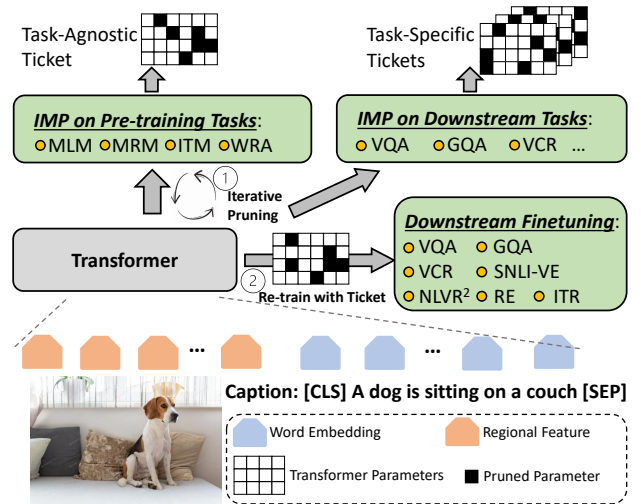 Task-Agnostic
Ticket
Task-Specific
Tickets
IMP on Pre-training Tasks:
MLM MRM ITM WRA
IMP on Downstream Tasks:
VQA GQA VCR ...
1
Iterative
Pruning
Transformer
2
Re-train with Ticket
Downstream Finetuning:
VQA GQA
VCR SNLI-VE
NLVR² RE ITR
...
...
Caption: [CLS] A dog is sitting on a couch [SEP]
Word Embedding
Regional Feature
Transformer Parameters
Pruned Parameter